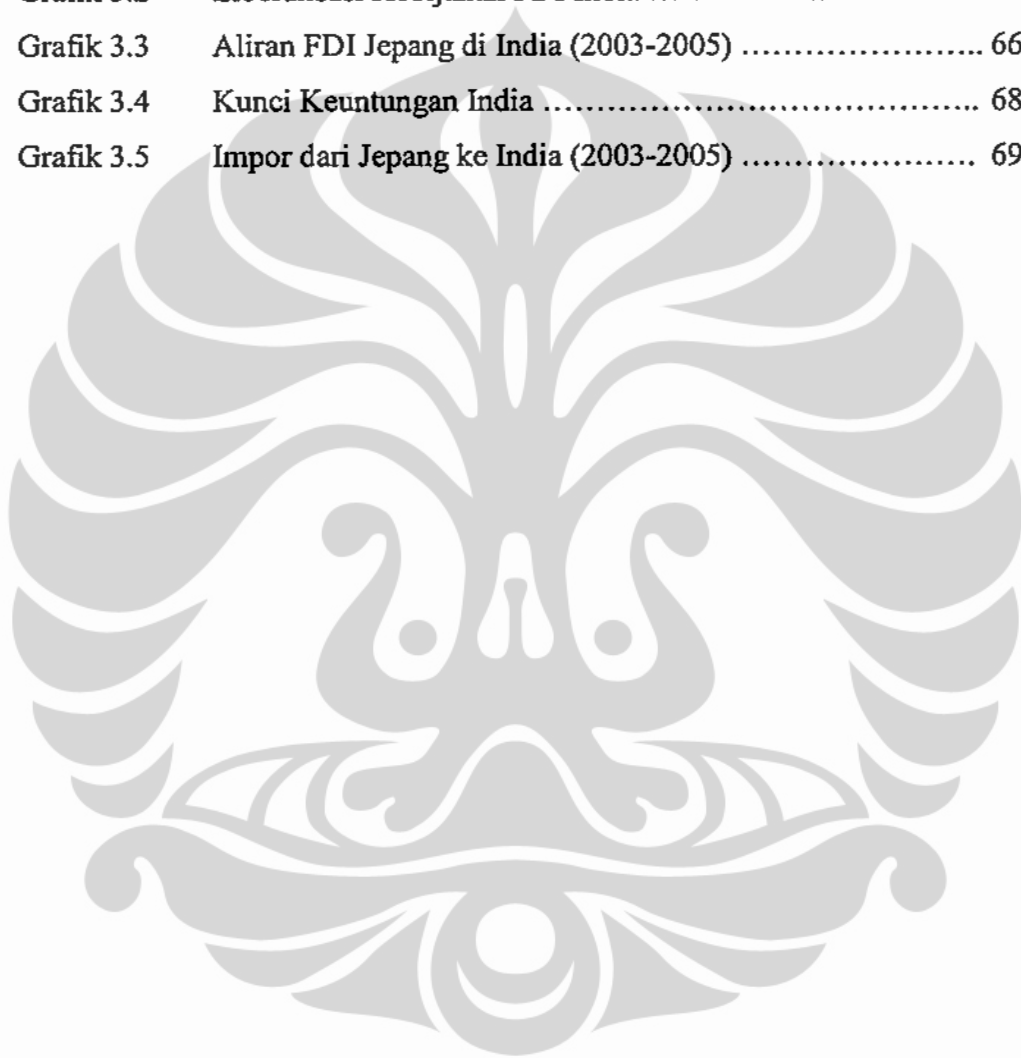 Grafik 3.3 Aliran FDI Jepang di India (2003-2005) ........................ 66
Grafik 3.4 Kunci Keuntungan India ........................................... 68
Grafik 3.5 Impor dari Jepang ke India (2003-2005) ...................... 69